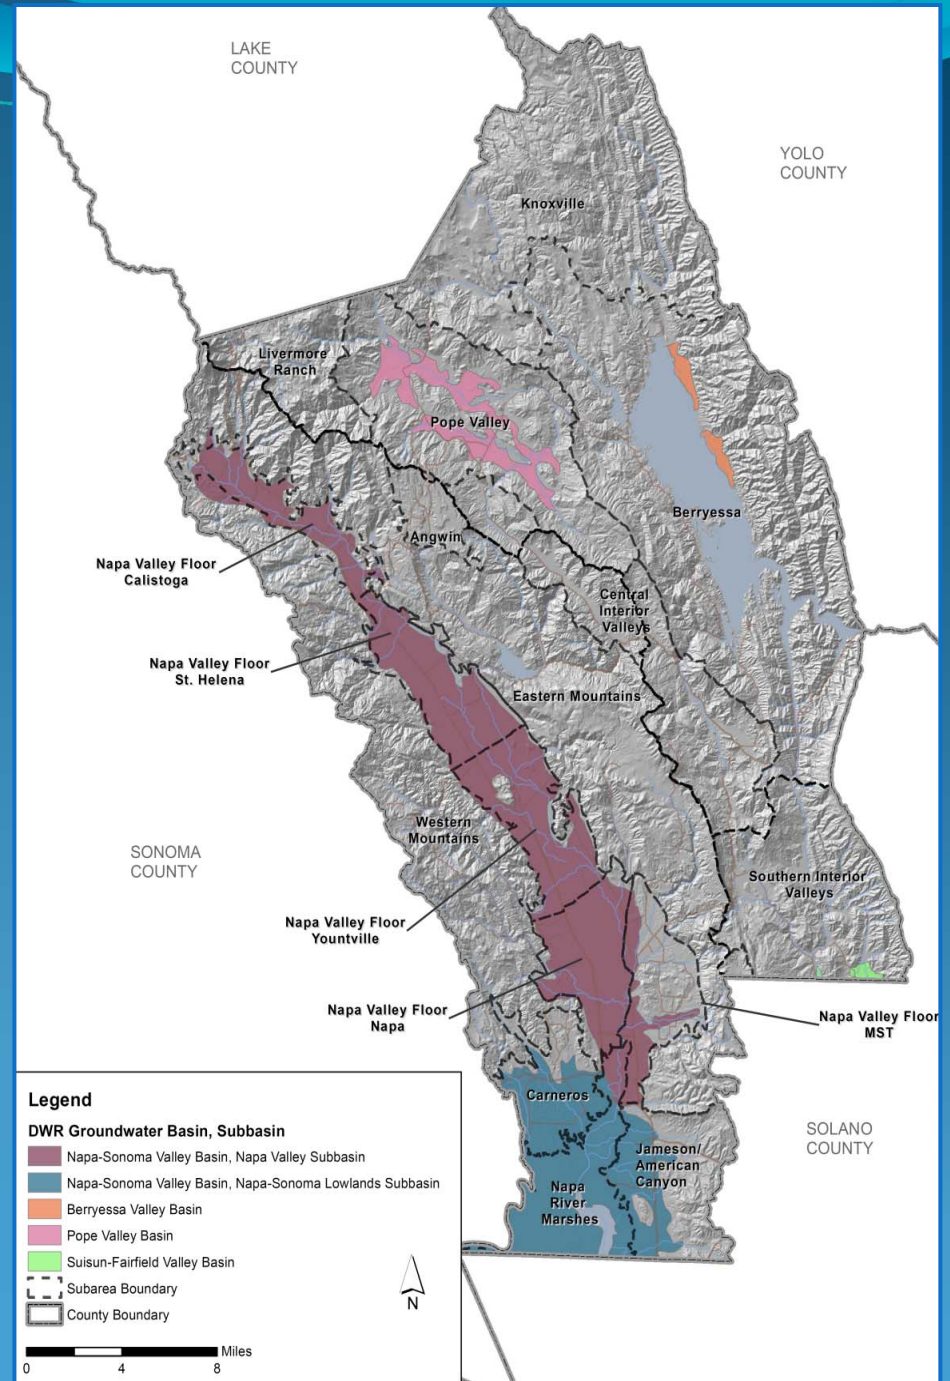 LAKE
COUNTY
YOLO
COUNTY
Knoxville
Livermore
Ranch
Pope Valley
Berryessa
Angwin
Napa Valley Floor
Calistoga
Central
Interior
Valleys
Napa Valley Floor
St. Helena
Eastern Mountains
Western
Mountains
SONOMA
COUNTY
Southern Interior
Valleys
Napa Valley Floor
Yountville
Napa Valley Floor
Napa
Napa Valley Floor
MST
Carneros
SOLANO
COUNTY
Jameson/
American
Canyon
Napa
River
Marshes
Legend
DWR Groundwater Basin, Subbasin
Napa-Sonoma Valley Basin, Napa Valley Subbasin
Napa-Sonoma Valley Basin, Napa-Sonoma Lowlands Subbasin
Berryessa Valley Basin
Pope Valley Basin
Suisun-Fairfield Valley Basin
Subarea Boundary
County Boundary
N
Miles
0 4 8